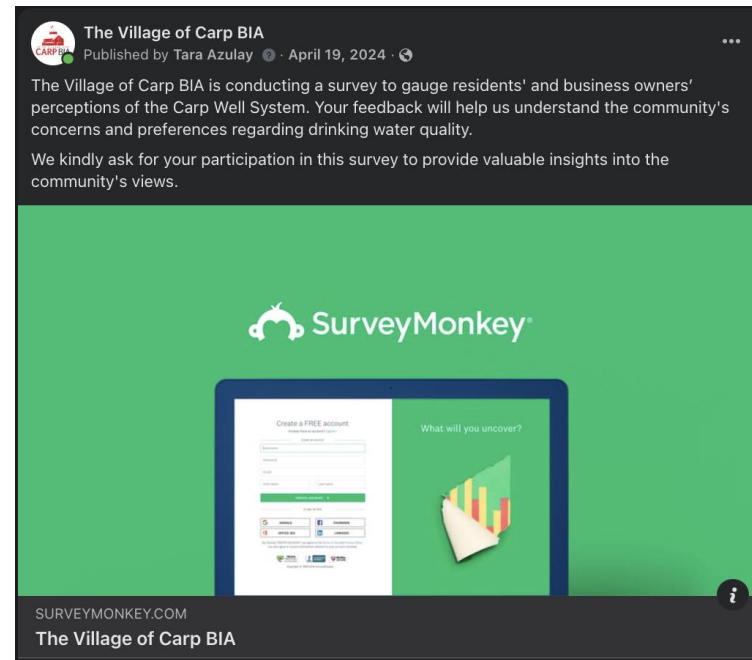 The Village of Carp BIA
Published by Tara Azulay · April 19, 2024 ·
CARP BIA
The Village of Carp BIA is conducting a survey to gauge residents' and business owners'
perceptions of the Carp Well System. Your feedback will help us understand the community's
concerns and preferences regarding drinking water quality.
We kindly ask for your participation in this survey to provide valuable insights into the
community's views.
SurveyMonkey
Create a FREE account
What will you uncover?
GOOGLE
FACEBOOK
OFFICE 365
LINKEDIN
SURVEYMONKEY.COM
The Village of Carp BIA